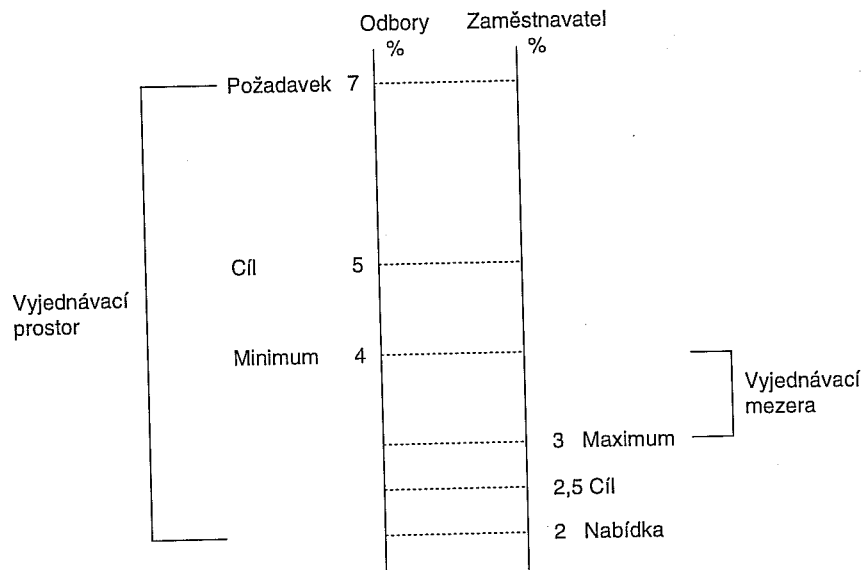 Odbory Zaměstnavatel
% %
Požadavek 7
Cíl 5
Vyjednávací
prostor
Minimum 4
Vyjednávací
mezera
3 Maximum
2,5 Cíl
2 Nabídka